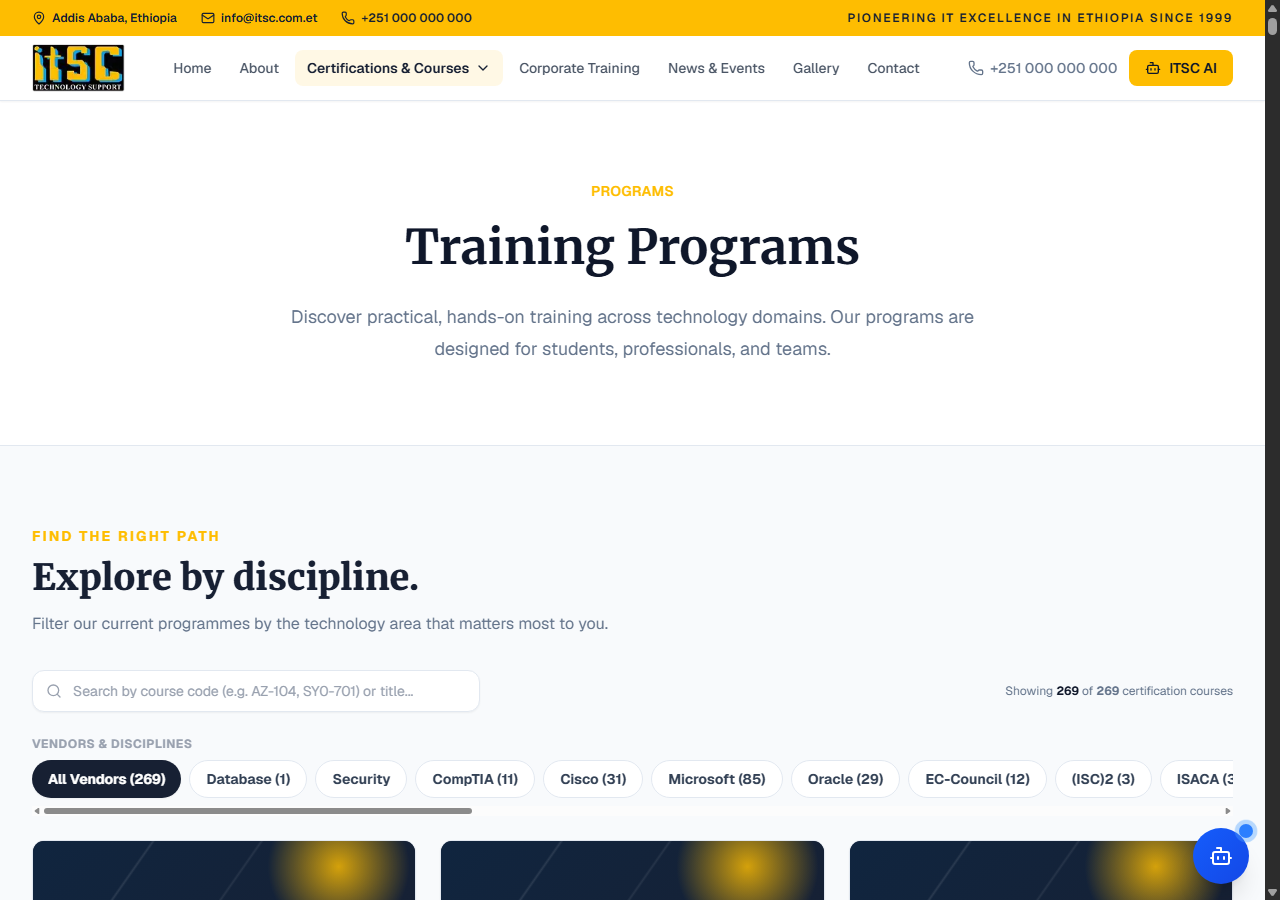 Addis Ababa, Ethiopia info@itsc.com.et +251 000 000 000 PIONEERING IT EXCELLENCE IN ETHIOPIA SINCE 1999
itSC
TECHNOLOGY SUPPORT
Home About Certifications & Courses Corporate Training News & Events Gallery Contact +251 000 000 000 ITSC AI
PROGRAMS
Training Programs
Discover practical, hands-on training across technology domains. Our programs are
designed for students, professionals, and teams.
FIND THE RIGHT PATH
Explore by discipline.
Filter our current programmes by the technology area that matters most to you.
Search by course code (e.g. AZ-104, SY0-701) or title... Showing 269 of 269 certification courses
VENDORS & DISCIPLINES
All Vendors (269) Database (1) Security CompTIA (11) Cisco (31) Microsoft (85) Oracle (29) EC-Council (12) (ISC)2 (3) ISACA (3